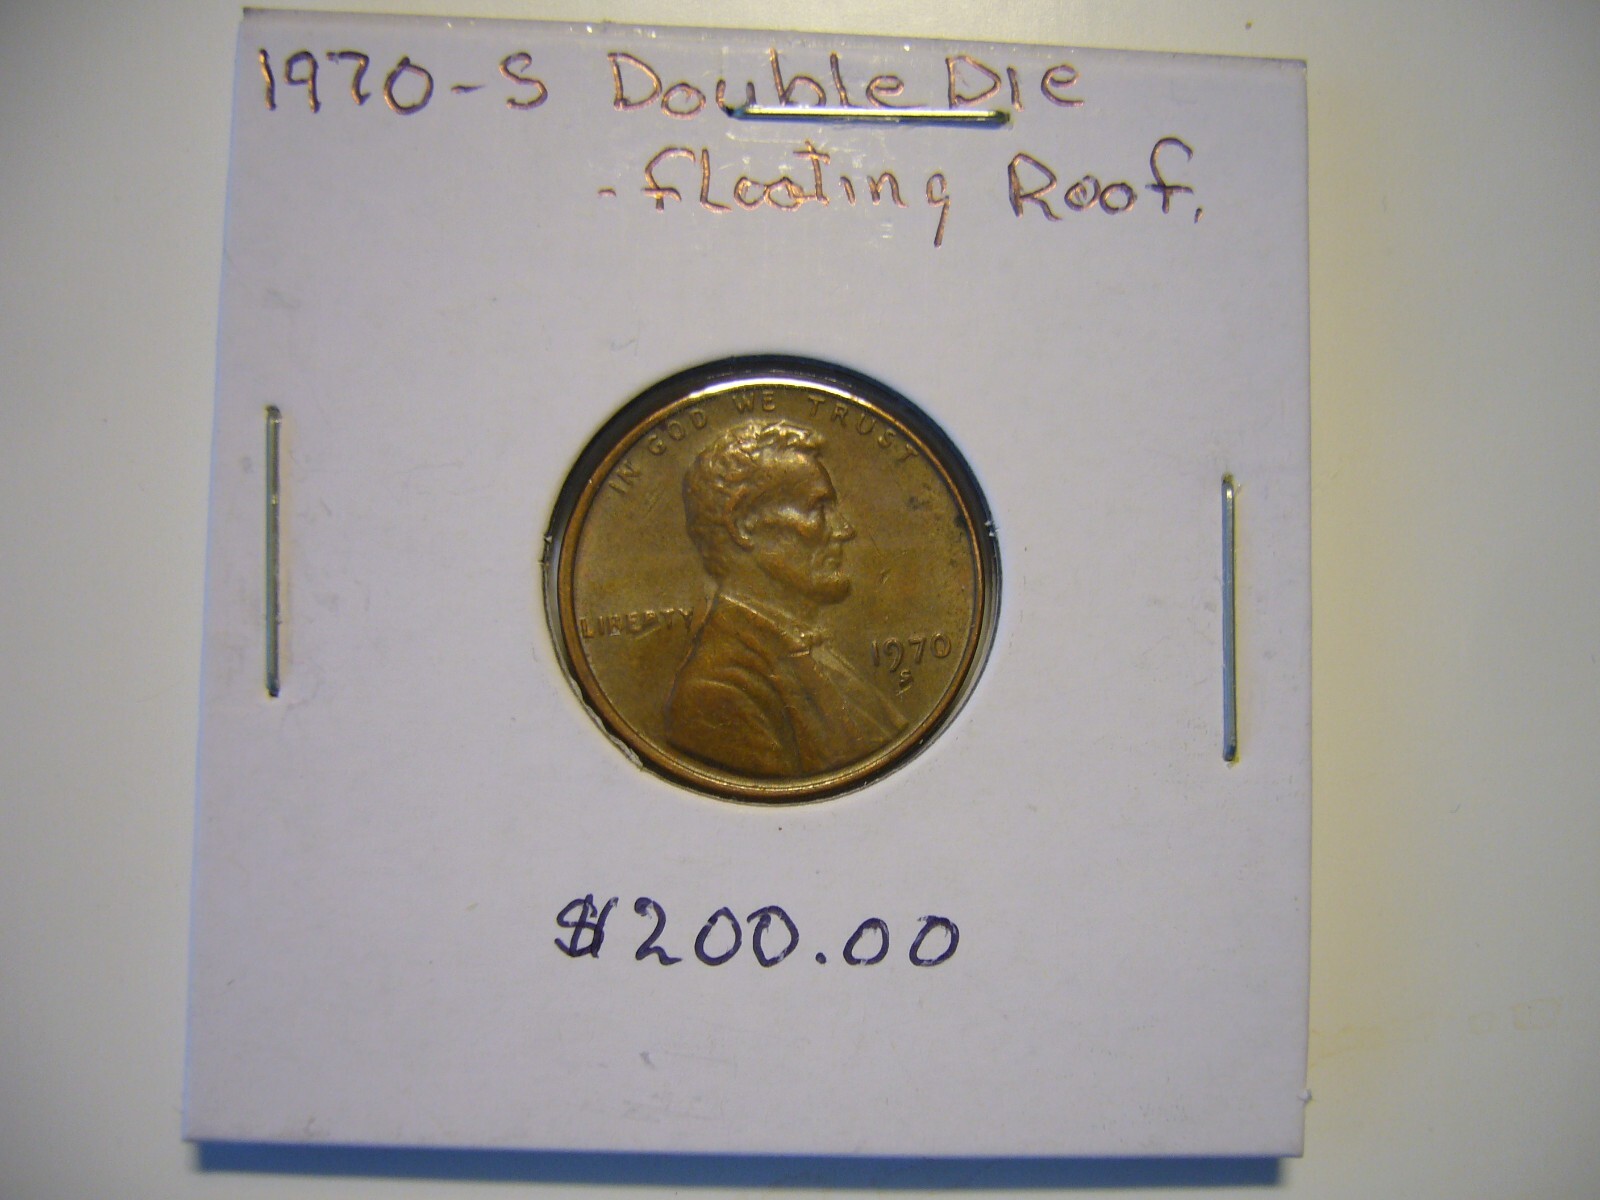 1970-S Double Die
- floating Roof.
IN GOD WE TRUST
LIBERTY
1970
S
$200.00